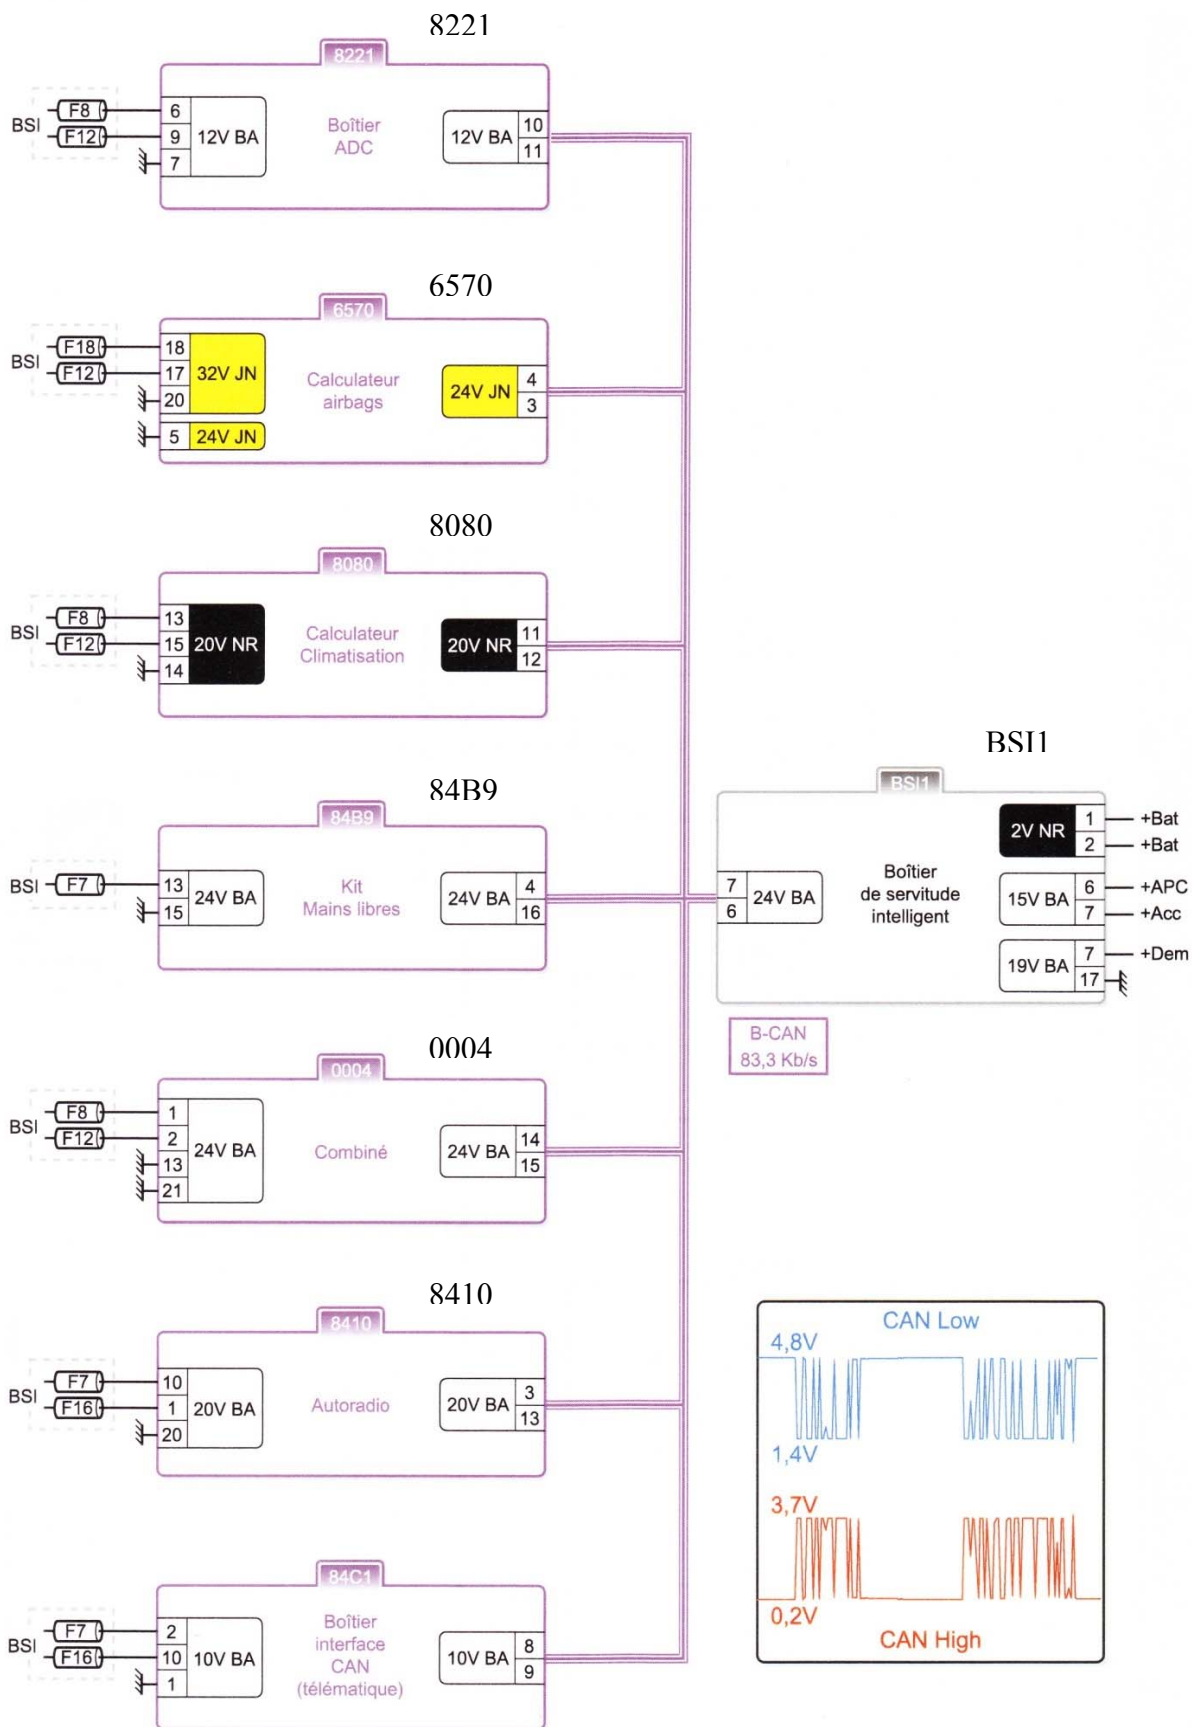 8221
8221
BSI
F8
F12
6
9
7
12V BA
Boîtier
ADC
12V BA
10
11
6570
6570
BSI
F18
F12
18
17
20
32V JN
5
24V JN
Calculateur
airbags
24V JN
4
3
8080
8080
BSI
F8
F12
13
15
14
20V NR
Calculateur
Climatisation
20V NR
11
12
84B9
84B9
BSI
F7
13
15
24V BA
Kit
Mains libres
24V BA
4
16
BSI1
BSI1
7
6
24V BA
Boîtier
de servitude
intelligent
2V NR
1
2
+Bat
+Bat
15V BA
6
7
+APC
+Acc
19V BA
7
17
+Dem
B-CAN
83,3 Kb/s
0004
0004
BSI
F8
F12
1
2
13
21
24V BA
Combiné
24V BA
14
15
8410
8410
BSI
F7
F16
10
1
20
20V BA
Autoradio
20V BA
3
13
CAN Low
4,8V
1,4V
3,7V
0,2V
CAN High
84C1
BSI
F7
F16
2
10
1
10V BA
Boîtier
interface
CAN
(télématique)
10V BA
8
9